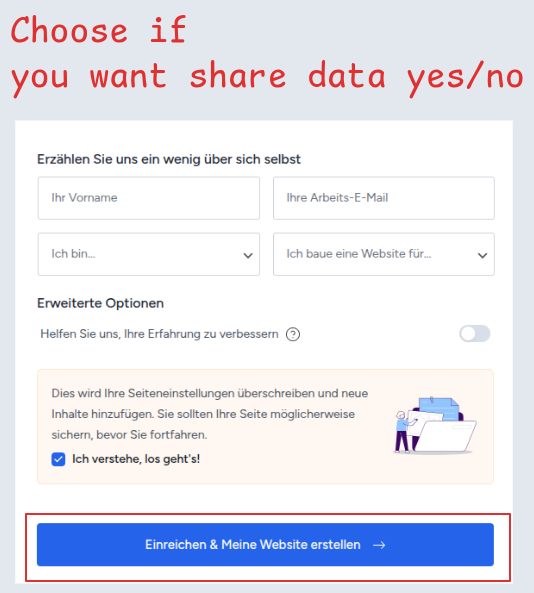 Choose if
you want share data yes/no
Erzählen Sie uns ein wenig über sich selbst
Ihr Vorname
Ihre Arbeits-E-Mail
Ich bin...
Ich baue eine Website für...
Erweiterte Optionen
Helfen Sie uns, Ihre Erfahrung zu verbessern ?
Dies wird Ihre Seiteneinstellungen überschreiben und neue
Inhalte hinzufügen. Sie sollten Ihre Seite möglicherweise
sichern, bevor Sie fortfahren.
Ich verstehe, los geht's!
Einreichen & Meine Website erstellen →